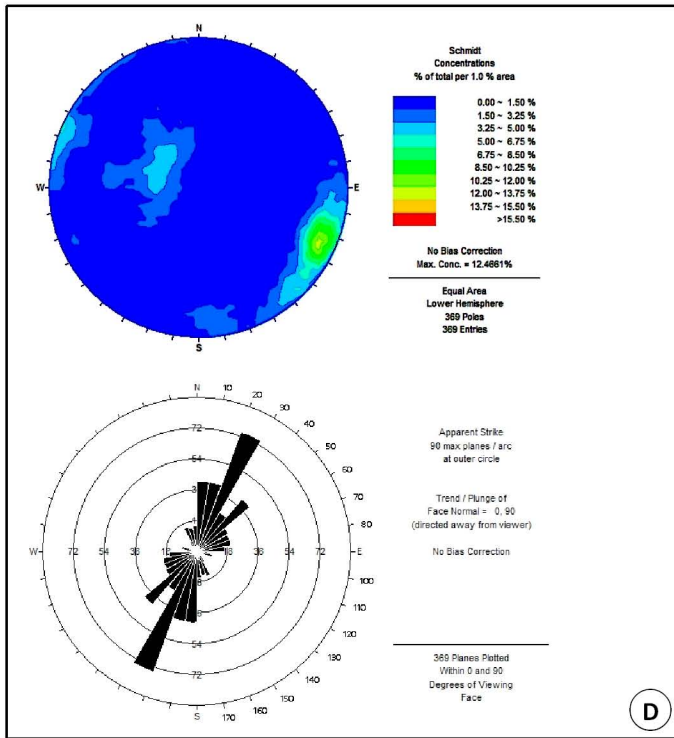 N
W
E
S
Schmidt
Concentrations
% of total per 1.0 % area
0.00 ~ 1.50 %
1.50 ~ 3.25 %
3.25 ~ 5.00 %
5.00 ~ 6.75 %
6.75 ~ 8.50 %
8.50 ~ 10.25 %
10.25 ~ 12.00 %
12.00 ~ 13.75 %
13.75 ~ 15.50 %
>15.50 %
No Bias Correction
Max. Conc. = 12.4661%
Equal Area
Lower Hemisphere
369 Poles
369 Entries
N
10
20
30
40
50
60
70
80
E
100
110
120
130
140
150
160
170
S
W
72
54
72
54
36
18
36
54
72
54
72
Apparent Strike
90 max planes / arc
at outer circle
Trend / Plunge of
Face Normal = 0, 90
(directed away from viewer)
No Bias Correction
369 Planes Plotted
Within 0 and 90
Degrees of Viewing
Face
D